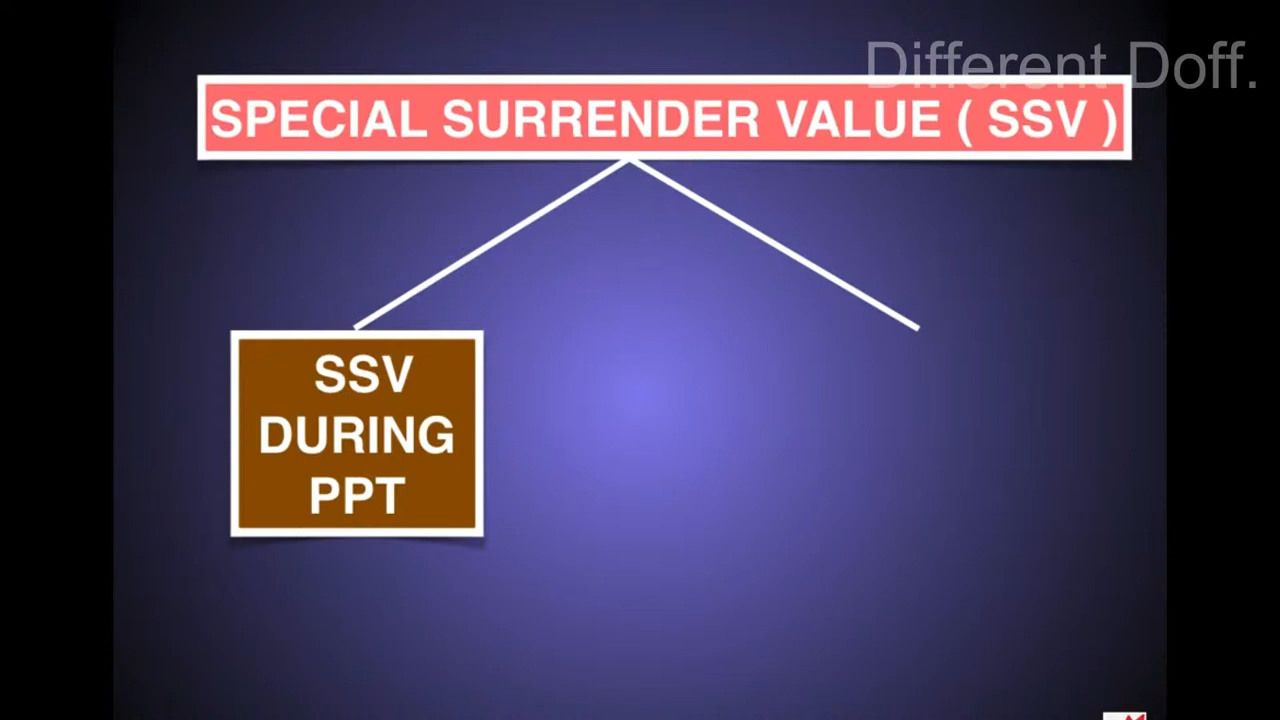 Different Doff.
SPECIAL SURRENDER VALUE ( SSV )
SSV
DURING
PPT